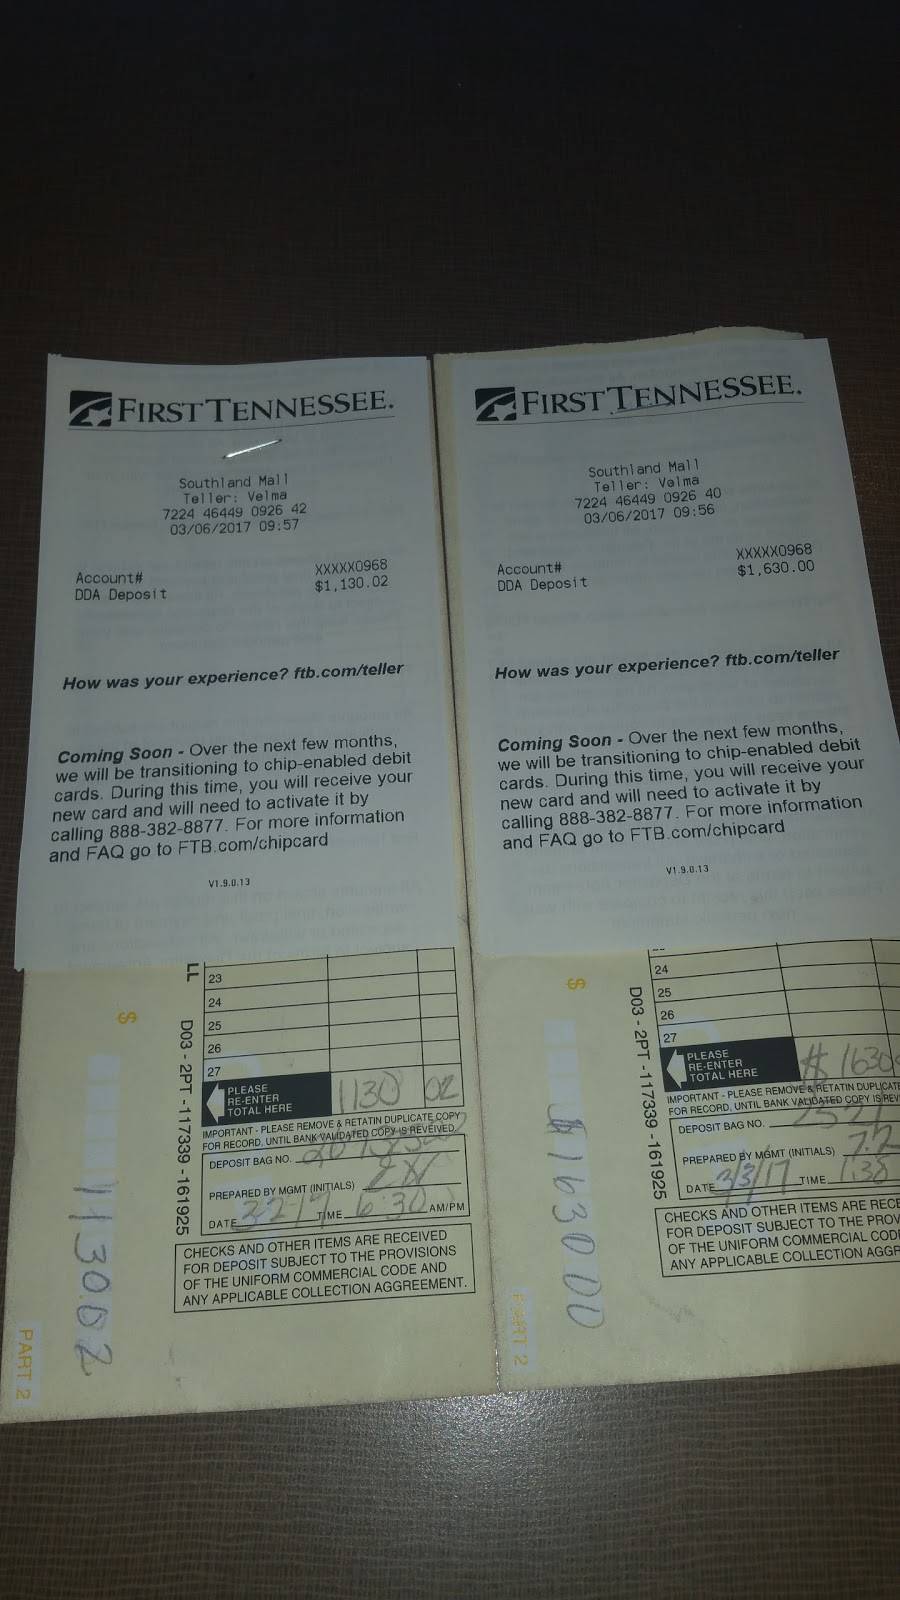 FIRST TENNESSEE.
Southland Mall
Teller: Velma
7224 46449 0926 42
03/06/2017 09:57
Account# XXXXX0968
DDA Deposit $1,130.02
How was your experience? ftb.com/teller
Coming Soon - Over the next few months,
we will be transitioning to chip-enabled debit
cards. During this time, you will receive your
new card and will need to activate it by
calling 888-382-8877. For more information
and FAQ go to FTB.com/chipcard
V1.9.0.13
LL
23
24
25
26
27
$
D03 - 2PT - 117339 - 161925
PLEASE
RE-ENTER
TOTAL HERE
1130 02
IMPORTANT - PLEASE REMOVE & RETATIN DUPLICATE COPY
FOR RECORD, UNTIL BANK VALIDATED COPY IS REVEIVED.
DEPOSIT BAG NO.
PREPARED BY MGMT (INITIALS)
DATE 3-2-17 TIME 6:30 AM/PM
CHECKS AND OTHER ITEMS ARE RECEIVED
FOR DEPOSIT SUBJECT TO THE PROVISIONS
OF THE UNIFORM COMMERCIAL CODE AND
ANY APPLICABLE COLLECTION AGGREEMENT.
1130.02
PART 2
FIRST TENNESSEE.
Southland Mall
Teller: Velma
7224 46449 0926 40
03/06/2017 09:56
Account# XXXXX0968
DDA Deposit $1,630.00
How was your experience? ftb.com/teller
Coming Soon - Over the next few months,
we will be transitioning to chip-enabled debit
cards. During this time, you will receive your
new card and will need to activate it by
calling 888-382-8877. For more information
and FAQ go to FTB.com/chipcard
V1.9.0.13
24
25
26
27
$
D03 - 2PT - 117339 - 161925
PLEASE
RE-ENTER
TOTAL HERE
$ 1630
IMPORTANT - PLEASE REMOVE & RETATIN DUPLICATE
FOR RECORD, UNTIL BANK VALIDATED COPY IS REV
DEPOSIT BAG NO.
PREPARED BY MGMT (INITIALS)
DATE 3/3/17 TIME 1:38
CHECKS AND OTHER ITEMS ARE RECE
FOR DEPOSIT SUBJECT TO THE PROV
OF THE UNIFORM COMMERCIAL COD
ANY APPLICABLE COLLECTION AGGR
$1630.00
PART 2